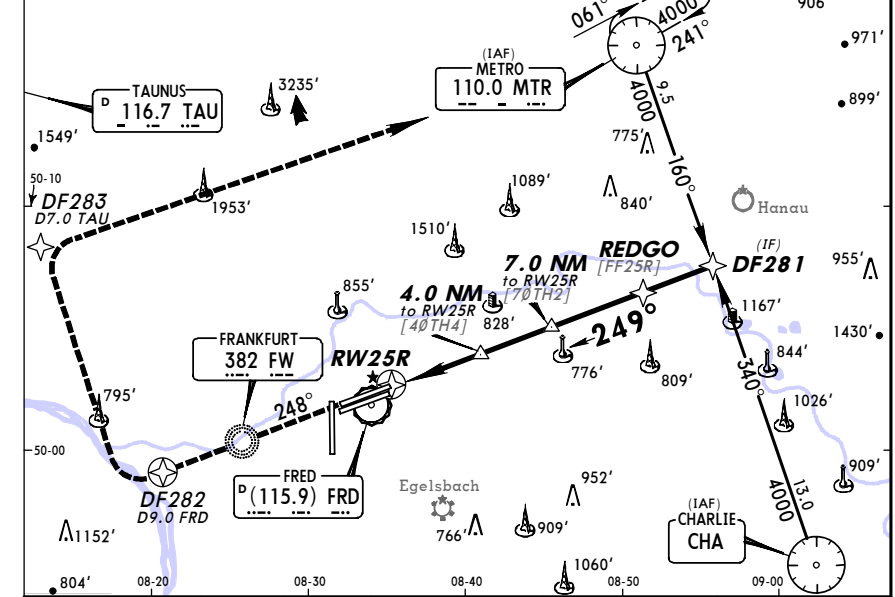 061°
4000
906
241°
971'
(IAF)
METRO
110.0 MTR
9.5
4000
899'
3235'
TAUNUS
D 116.7 TAU
775'
1549'
160°
50-10
DF283
D7.0 TAU
1953'
1089'
840'
Hanau
1510'
7.0 NM
to RW25R
[70TH2]
REDGO
[FF25R]
(IF)
DF281
955'
855'
4.0 NM
to RW25R
[40TH4]
828'
249°
1167'
1430'
FRANKFURT
382 FW
RW25R
776'
809'
844'
340°
795'
248°
1026'
50-00
FRED
D (115.9) FRD
DF282
D9.0 FRD
Egelsbach
952'
909'
13.0
4000
(IAF)
CHARLIE
CHA
1152'
766'
909'
1060'
804'
08-20
08-30
08-40
08-50
09-00